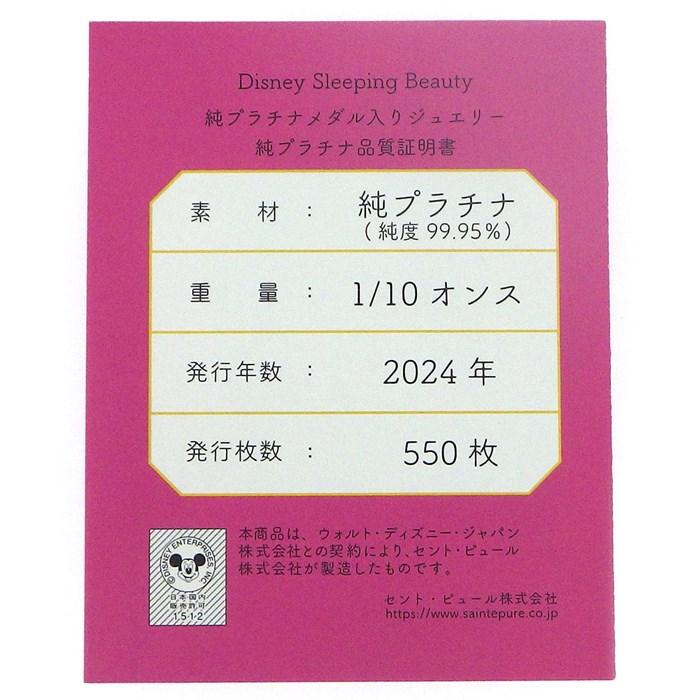 Disney Sleeping Beauty
純プラチナメダル入りジュエリー
純プラチナ品質証明書
素 材 : 純プラチナ
(純度 99.95%)
重 量 : 1/10 オンス
発行年数 : 2024 年
発行枚数 : 550 枚
本商品は、ウォルト・ディズニー・ジャパン
株式会社との契約により、セント・ピュール
株式会社が製造したものです。
© DISNEY ENTERPRISES, INC.
日本国内
販売許可
1512
セント・ピュール株式会社
https://www.saintepure.co.jp